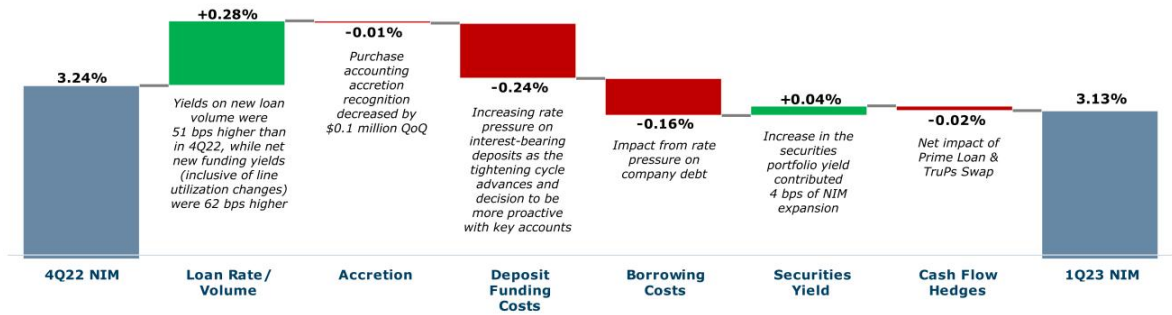 3.24%
+0.28%
Yields on new loan
volume were
51 bps higher than
in 4Q22, while net
new funding yields
(inclusive of line
utilization changes)
were 62 bps higher
-0.01%
Purchase
accounting
accretion
recognition
decreased by
$0.1 million QoQ
-0.24%
Increasing rate
pressure on
interest-bearing
deposits as the
tightening cycle
advances and
decision to be
more proactive
with key accounts
-0.16%
Impact from rate
pressure on
company debt
+0.04%
Increase in the
securities
portfolio yield
contributed
4 bps of NIM
expansion
-0.02%
Net impact of
Prime Loan &
TruPs Swap
3.13%
4Q22 NIM
Loan Rate/
Volume
Accretion
Deposit
Funding
Costs
Borrowing
Costs
Securities
Yield
Cash Flow
Hedges
1Q23 NIM